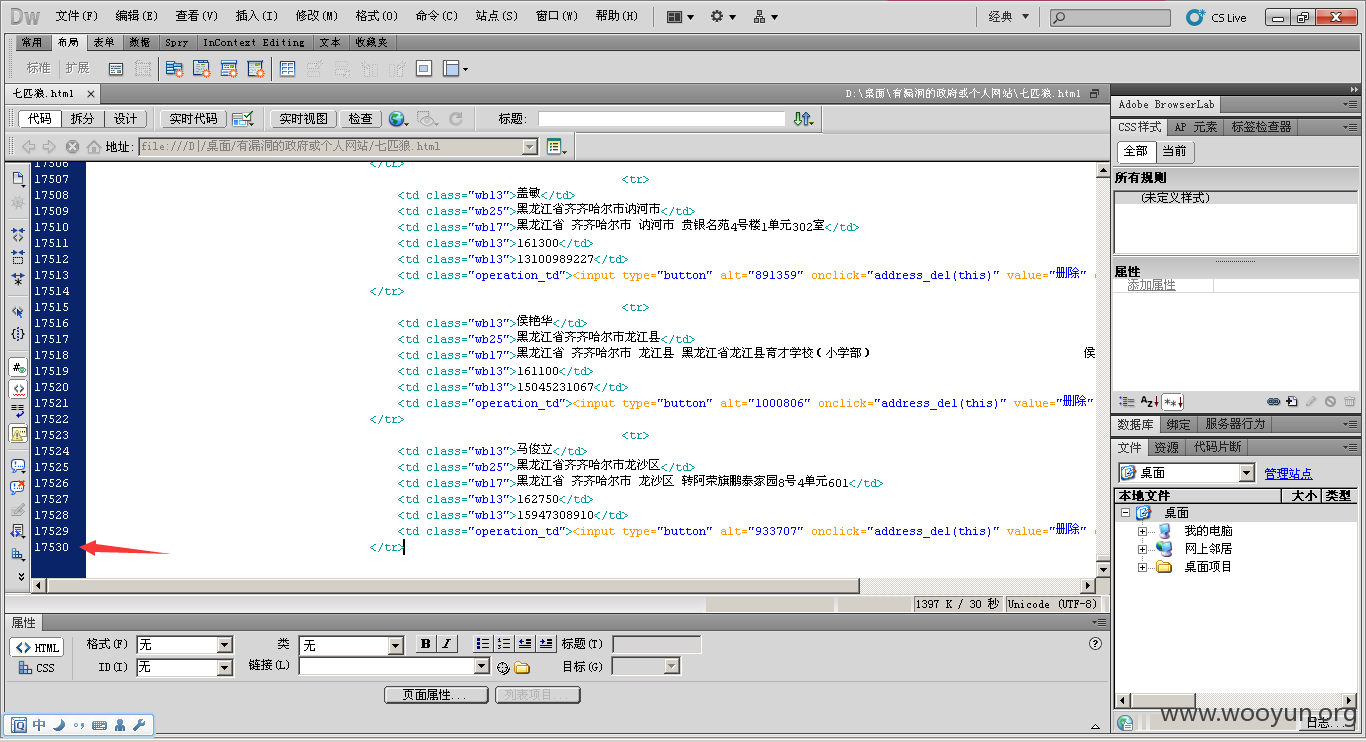 Dw 文件(F) 编辑(E) 查看(V) 插入(I) 修改(M) 格式(O) 命令(C) 站点(S) 窗口(W) 帮助(H) 经典 CS Live
常用 布局 表单 数据 Spry InContext Editing 文本 收藏夹
标准 扩展
七匹狼.html D:\桌面\有漏洞的政府或个人网站\七匹狼.html
代码 拆分 设计 实时代码 实时视图 检查 标题:
地址: file:///D|/桌面/有漏洞的政府或个人网站/七匹狼.html
17506 </tr>
17507 <tr>
17508 <td class="wb13">盖敏</td>
17509 <td class="wb25">黑龙江省齐齐哈尔市讷河市</td>
17510 <td class="wb17">黑龙江省 齐齐哈尔市 讷河市 贵银名苑4号楼1单元302室</td>
17511 <td class="wb13">161300</td>
17512 <td class="wb13">13100989227</td>
17513 <td class="operation_td"><input type="button" alt="891359" onclick="address_del(this)" value="删除"
17514 </tr>
17515 <tr>
17516 <td class="wb13">侯艳华</td>
17517 <td class="wb25">黑龙江省齐齐哈尔市龙江县</td>
17518 <td class="wb17">黑龙江省 齐齐哈尔市 龙江县 黑龙江省龙江县育才学校(小学部) 侯
17519 <td class="wb13">161100</td>
17520 <td class="wb13">15045231067</td>
17521 <td class="operation_td"><input type="button" alt="1000806" onclick="address_del(this)" value="删除"
17522 </tr>
17523 <tr>
17524 <td class="wb13">马俊立</td>
17525 <td class="wb25">黑龙江省齐齐哈尔市龙沙区</td>
17526 <td class="wb17">黑龙江省 齐齐哈尔市 龙沙区 转阿荣旗鹏泰家园8号4单元601</td>
17527 <td class="wb13">162750</td>
17528 <td class="wb13">15947308910</td>
17529 <td class="operation_td"><input type="button" alt="933707" onclick="address_del(this)" value="删除"
17530 </tr>
1397 K / 30 秒 Unicode (UTF-8)
属性
<> HTML 格式(F) 无 类 无 B I 标题(T)
CSS ID(I) 无 链接(L) 目标(G)
页面属性... 列表项目...
中
Adobe BrowserLab
CSS样式 AP 元素 标签检查器
全部 当前
所有规则
(未定义样式)
属性
添加属性
数据库 绑定 服务器行为
文件 资源 代码片断
桌面 管理站点
本地文件 大小 类型
桌面
我的电脑
网上邻居
桌面项目
日志...
www.wooyun.org